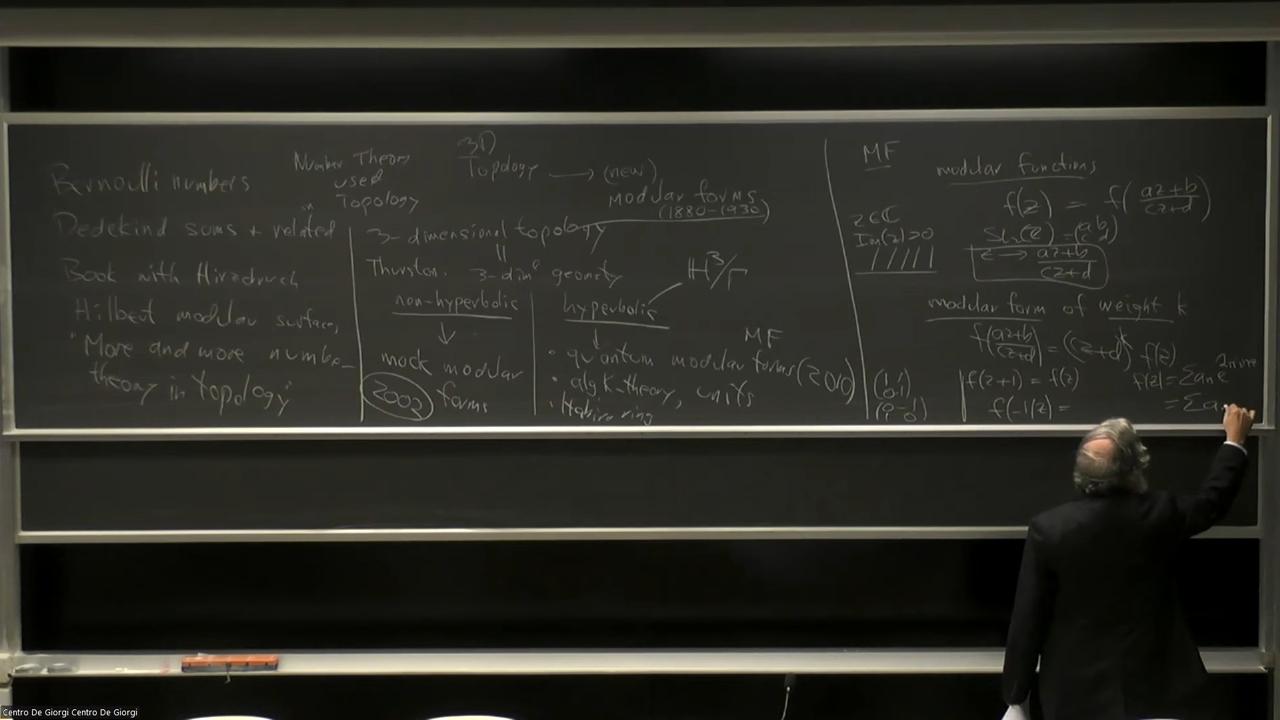 Bernoulli numbers
Dedekind sums + related
Book with Hirzebruch
Hilbert modular surfaces
"More and more number
theory in topology"
Number Theory
used
in
Topology
3D
Topology → (new)
modular forms
(1880-1930)
3-dimensional topology
||
Thurston. 3-dim'l geometry
H³/Γ
non-hyperbolic
↓
mock modular
2003 forms
hyperbolic
↓
MF
• quantum modular forms (2010)
• alg K-theory, units
• Habiro ring
MF
z∈C
Im(z)>0
modular functions
f(z) = f(az+b/cz+d)
SL₂(Z) = (a b c d)
z → az+b/cz+d
modular form of weight k
f(az+b/cz+d) = (cz+d)^k f(z)
(1 1 0 1) f(z+1) = f(z)
(0 -1 1 0) f(-1/z) =
f(z) = Σ aₙ e^2πinz
= Σ a
Centro De Giorgi Centro De Giorgi